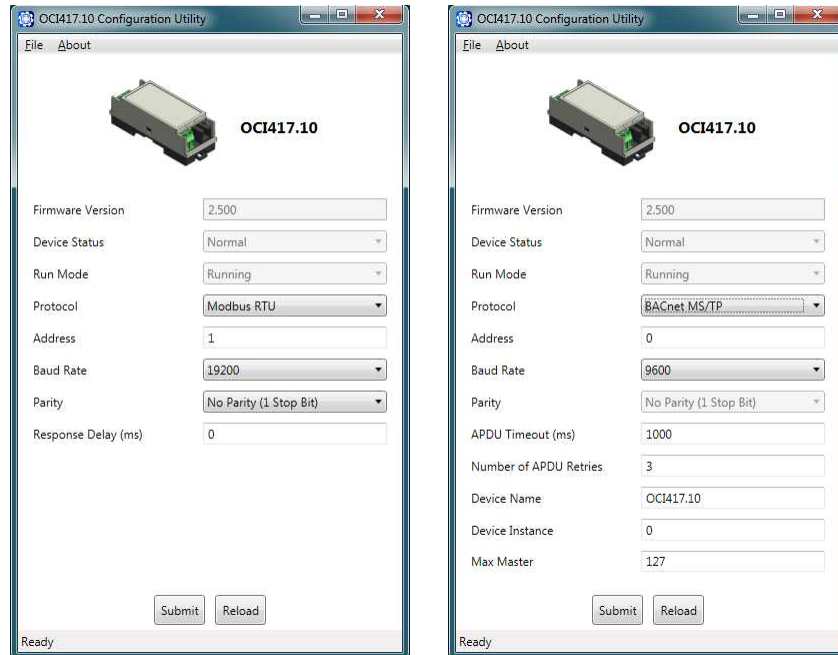 OCI417.10 Configuration Utility
File About
OCI417.10
Firmware Version 2.500
Device Status Normal
Run Mode Running
Protocol Modbus RTU
Address 1
Baud Rate 19200
Parity No Parity (1 Stop Bit)
Response Delay (ms) 0
Submit Reload
Ready
OCI417.10 Configuration Utility
File About
OCI417.10
Firmware Version 2.500
Device Status Normal
Run Mode Running
Protocol BACnet MS/TP
Address 0
Baud Rate 9600
Parity No Parity (1 Stop Bit)
APDU Timeout (ms) 1000
Number of APDU Retries 3
Device Name OCI417.10
Device Instance 0
Max Master 127
Submit Reload
Ready